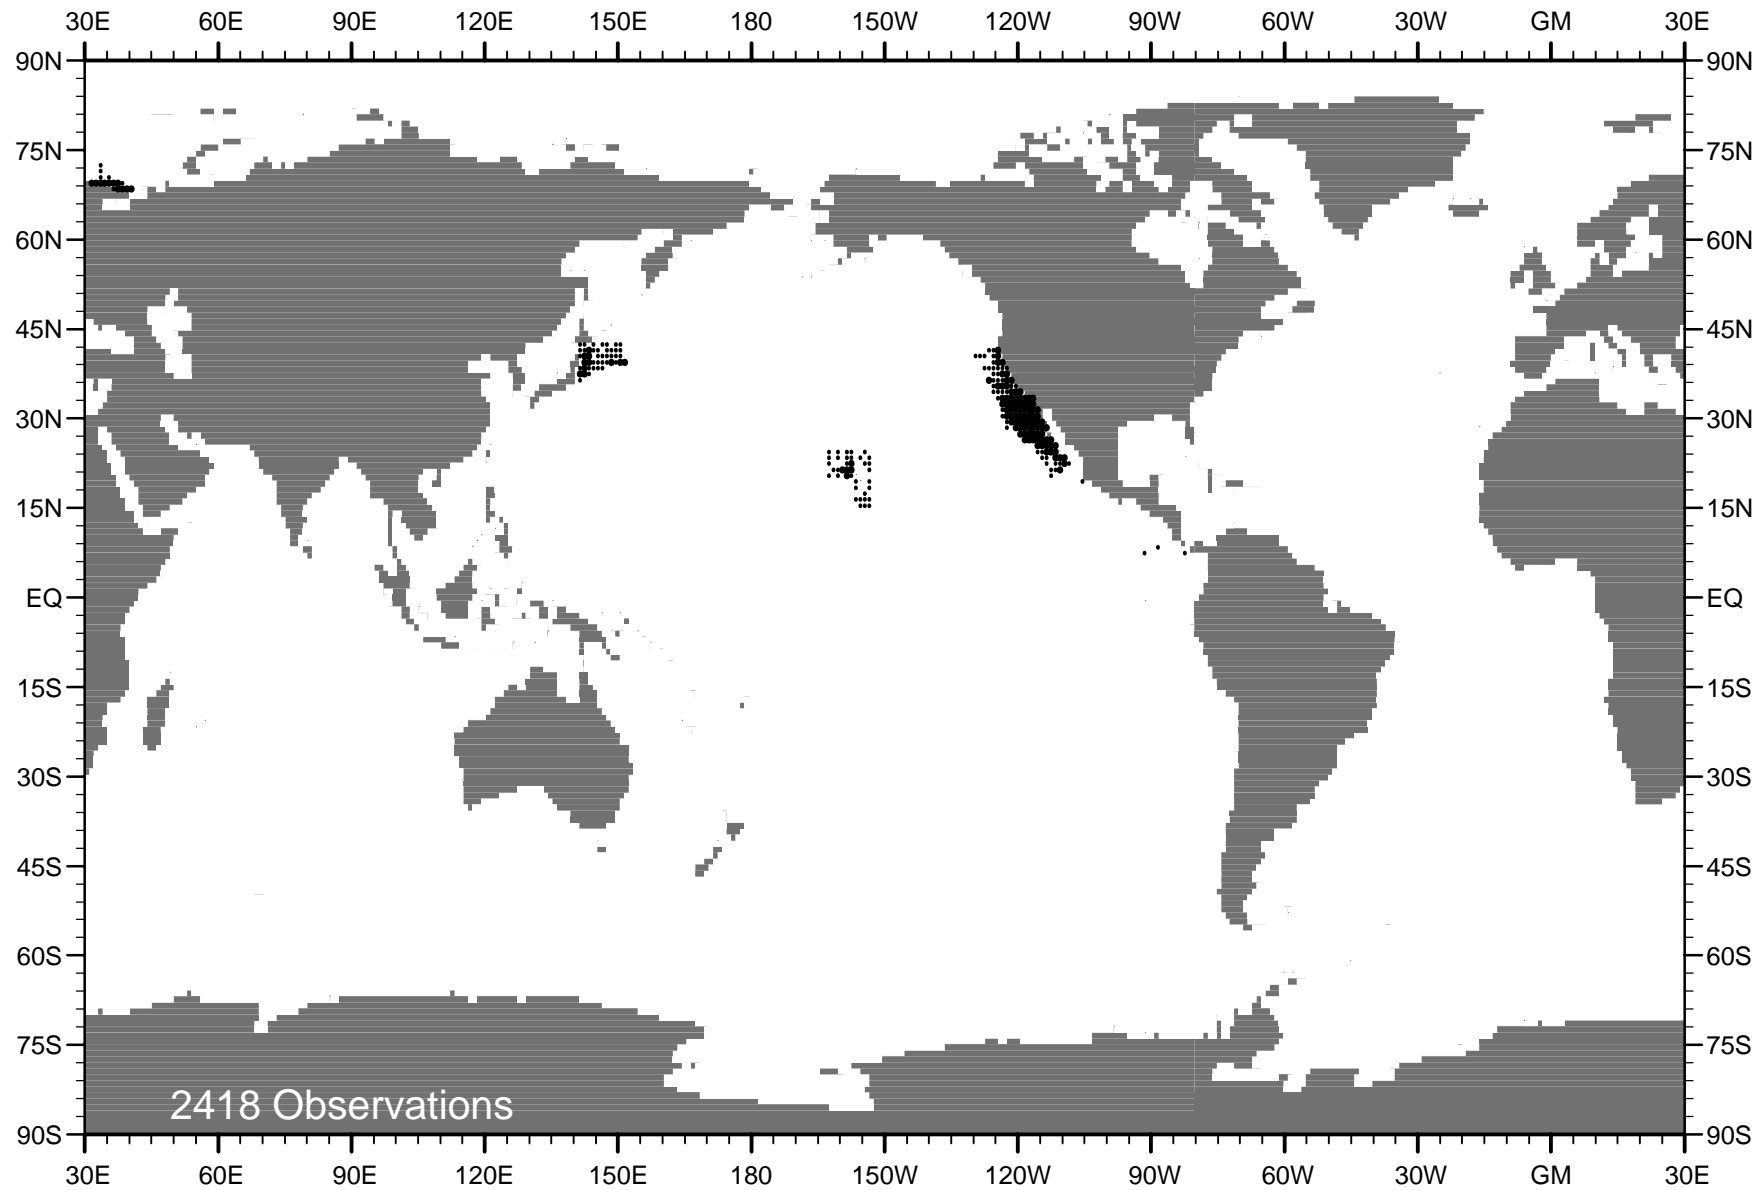 30E 60E 90E 120E 150E 180 150W 120W 90W 60W 30W GM 30E
90N 90N
75N 75N
60N 60N
45N 45N
30N 30N
15N 15N
EQ EQ
15S 15S
30S 30S
45S 45S
60S 60S
75S 75S
2418 Observations
90S 90S
30E 60E 90E 120E 150E 180 150W 120W 90W 60W 30W GM 30E